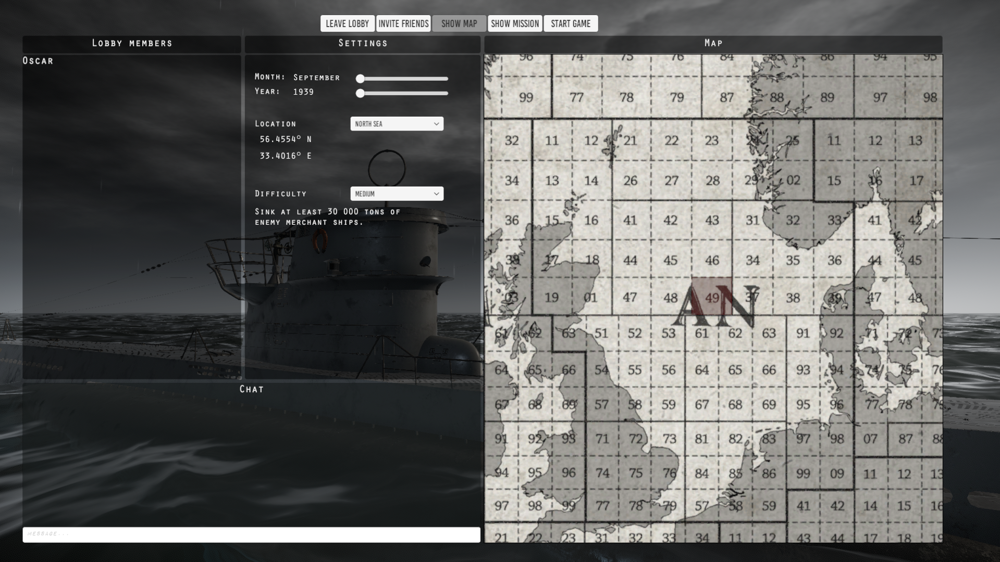 LEAVE LOBBY INVITE FRIENDS SHOW MAP SHOW MISSION START GAME
Lobby members
Oscar
Settings
Month: September
Year: 1939
Location NORTH SEA
56.4554° N
33.4016° E
Difficulty MEDIUM
Sink at least 30 000 tons of
enemy merchant ships.
Chat
Message...
Map
96 74 75 76 84 85 86 94 95
99 77 78 79 87 88 89 97 98
32 11 12 21 22 23 24 25 11 12 13
34 13 14 26 27 28 29 02 15 16 17
36 15 16 41 42 43 31 32 33 41 42
39 17 18 44 45 46 34 35 36 44 45
03 19 01 47 48 49 37 38 39 47 48
AN
61 62 63 51 52 53 61 62 63 91 92 71 72 73
64 65 66 54 55 56 64 65 66 93 94 74 75 76
67 68 69 57 58 59 67 68 69 95 96 77 78 79
91 92 93 71 72 73 81 82 83 97 98 07 87 88
94 95 96 74 75 76 84 85 86 99 09 11 12 13
97 98 99 77 78 79 57 58 59 41 42 14 15 16
21 22 23 31 32 33 34 11 12 43 44 17 18 19